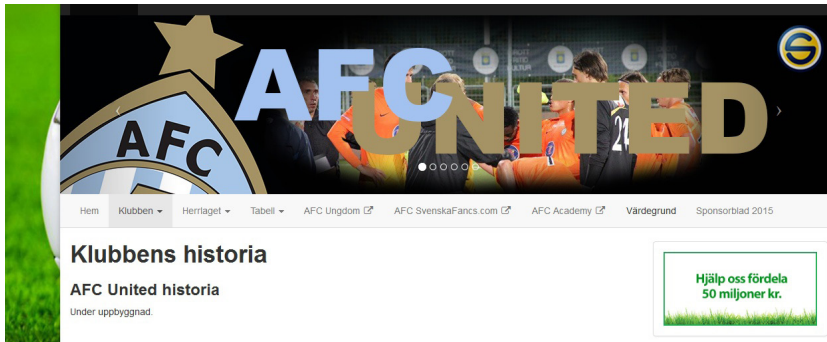 AFC
AFC
UNITED
21
Hem
Klubben
Herrlaget
Tabell
AFC Ungdom
AFC SvenskaFans.com
AFC Academy
Värdegrund
Sponsorblad 2015
Klubbens historia
AFC United historia
Under uppbyggnad.
Hjälp oss fördela
50 miljoner kr.